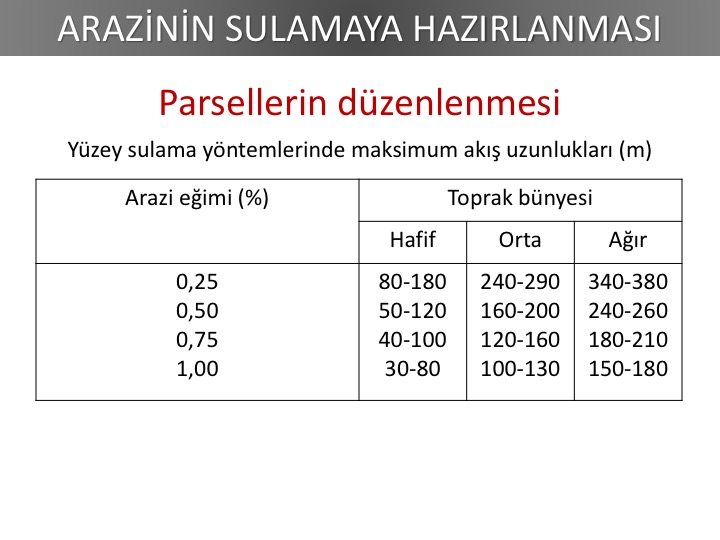 ARAZİNİN SULAMAYA HAZIRLANMASI
Parsellerin düzenlenmesi
Yüzey sulama yöntemlerinde maksimum akış uzunlukları (m)
Arazi eğimi (%) Toprak bünyesi
Hafif Orta Ağır
0,25 80-180 240-290 340-380
0,50 50-120 160-200 240-260
0,75 40-100 120-160 180-210
1,00 30-80 100-130 150-180